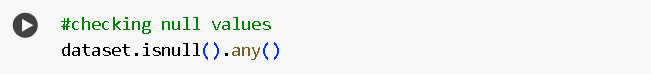 #checking null values
dataset.isnull().any()